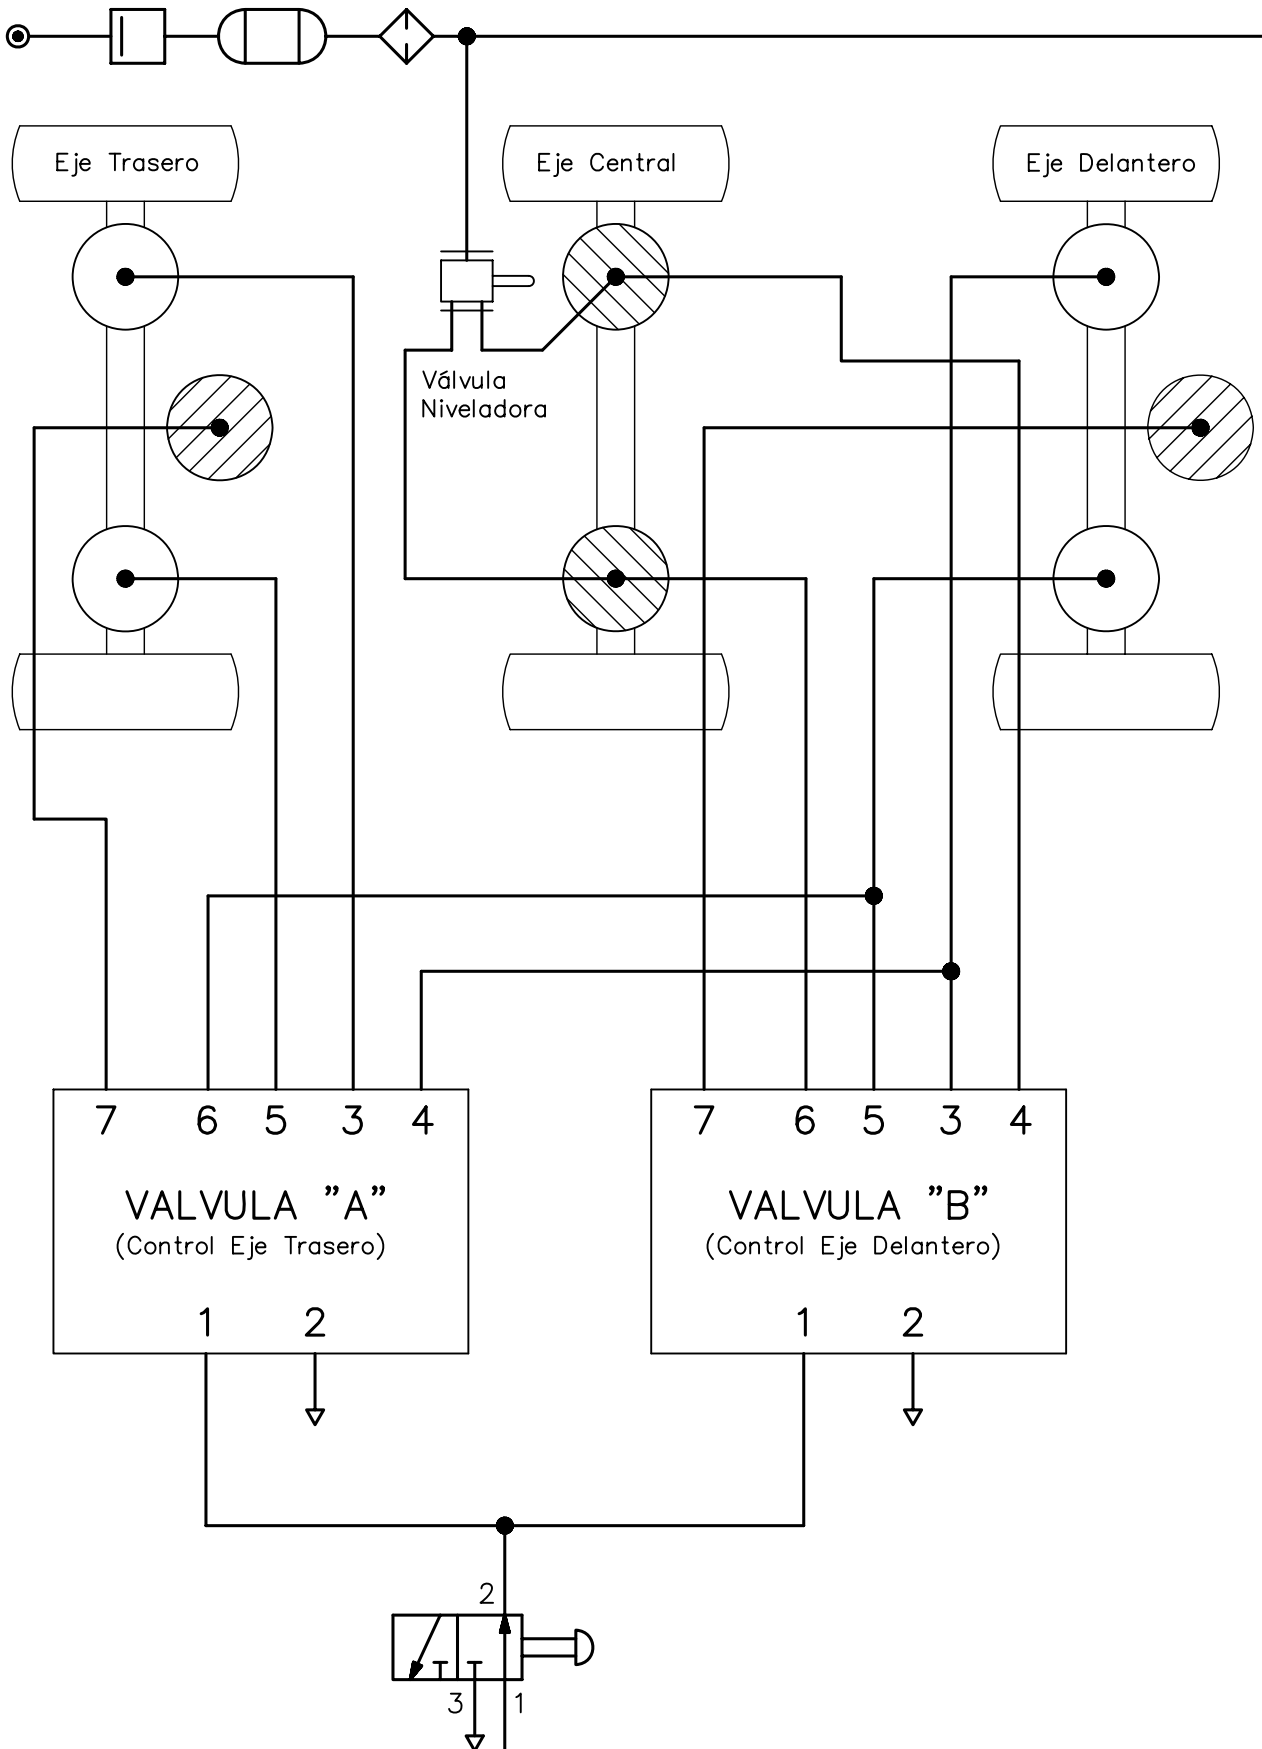 Eje Trasero
Eje Central
Eje Delantero
Válvula
Niveladora
7 6 5 3 4
7 6 5 3 4
VALVULA "A"
(Control Eje Trasero)
VALVULA "B"
(Control Eje Delantero)
1 2
1 2
2
3 1